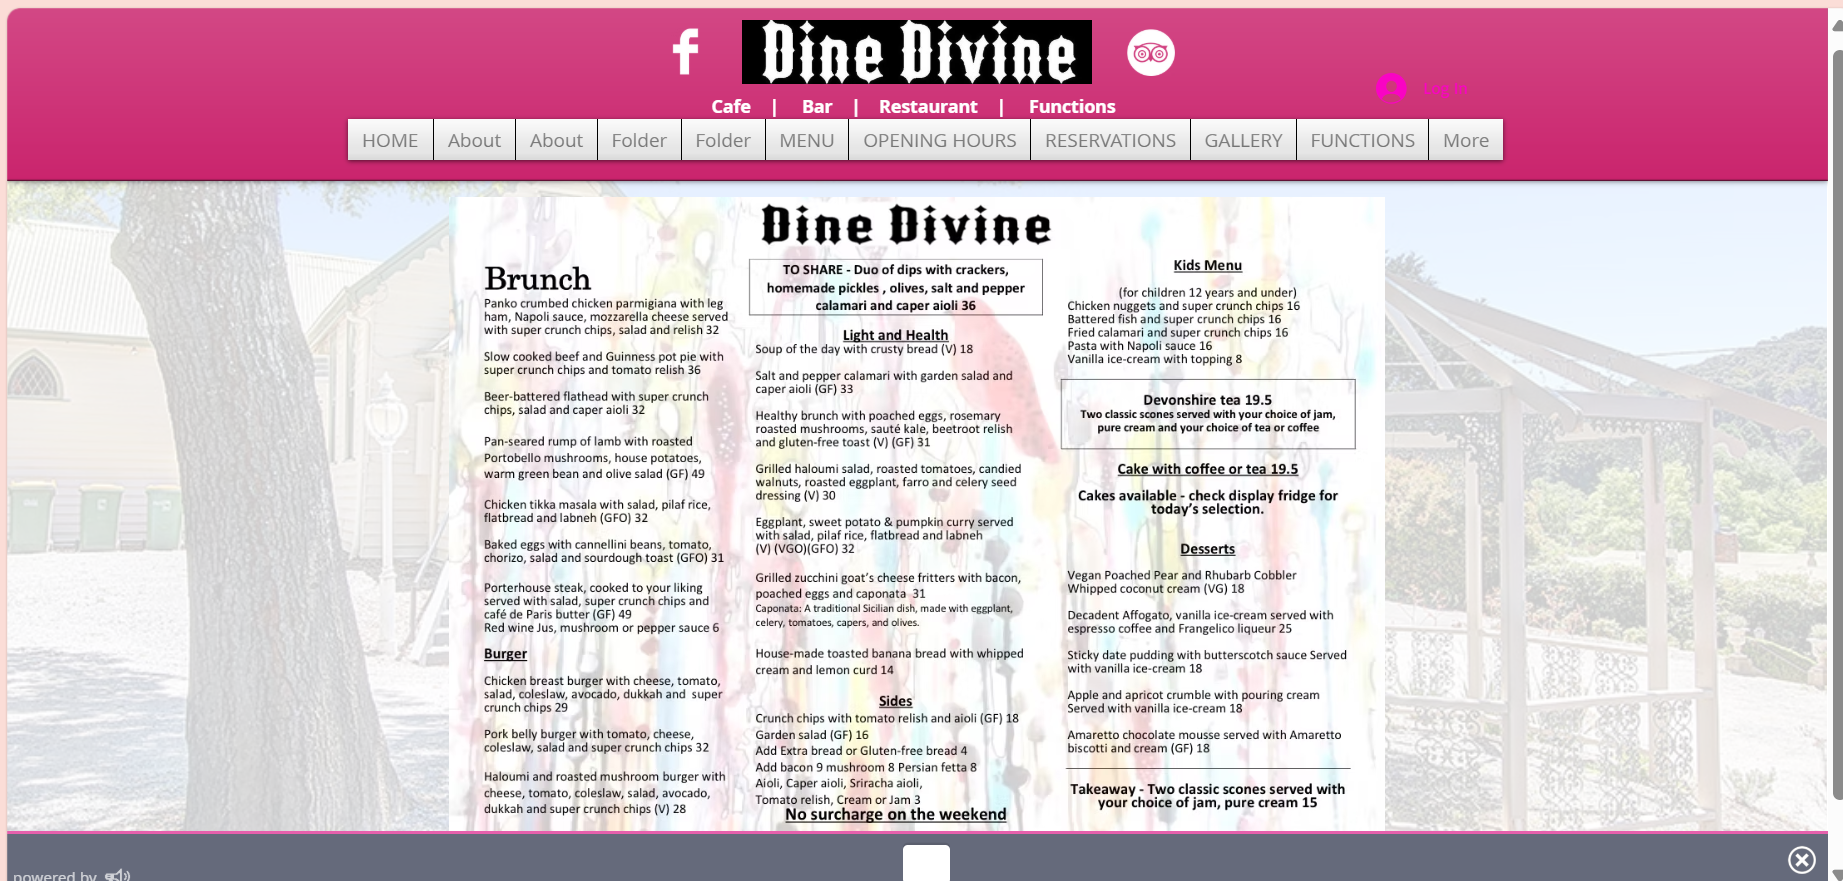 Dine Divine
Log In
Cafe | Bar | Restaurant | Functions
HOME About About Folder Folder MENU OPENING HOURS RESERVATIONS GALLERY FUNCTIONS More
Dine Divine
Brunch
Panko crumbed chicken parmigiana with leg
ham, Napoli sauce, mozzarella cheese served
with super crunch chips, salad and relish 32
Slow cooked beef and Guinness pot pie with
super crunch chips and tomato relish 36
Beer-battered flathead with super crunch
chips, salad and caper aioli 32
Pan-seared rump of lamb with roasted
Portobello mushrooms, house potatoes,
warm green bean and olive salad (GF) 49
Chicken tikka masala with salad, pilaf rice,
flatbread and labneh (GFO) 32
Baked eggs with cannellini beans, tomato,
chorizo, salad and sourdough toast (GFO) 31
Porterhouse steak, cooked to your liking
served with salad, super crunch chips and
café de Paris butter (GF) 49
Red wine Jus, mushroom or pepper sauce 6
Burger
Chicken breast burger with cheese, tomato,
salad, coleslaw, avocado, dukkah and super
crunch chips 29
Pork belly burger with tomato, cheese,
coleslaw, salad and super crunch chips 32
Haloumi and roasted mushroom burger with
cheese, tomato, coleslaw, salad, avocado,
dukkah and super crunch chips (V) 28
TO SHARE - Duo of dips with crackers,
homemade pickles , olives, salt and pepper
calamari and caper aioli 36
Light and Health
Soup of the day with crusty bread (V) 18
Salt and pepper calamari with garden salad and
caper aioli (GF) 33
Healthy brunch with poached eggs, rosemary
roasted mushrooms, sauté kale, beetroot relish
and gluten-free toast (V) (GF) 31
Grilled haloumi salad, roasted tomatoes, candied
walnuts, roasted eggplant, farro and celery seed
dressing (V) 30
Eggplant, sweet potato & pumpkin curry served
with salad, pilaf rice, flatbread and labneh
(V) (VGO)(GFO) 32
Grilled zucchini goat's cheese fritters with bacon,
poached eggs and caponata 31
Caponata: A traditional Sicilian dish, made with eggplant,
celery, tomatoes, capers, and olives.
House-made toasted banana bread with whipped
cream and lemon curd 14
Sides
Crunch chips with tomato relish and aioli (GF) 18
Garden salad (GF) 16
Add Extra bread or Gluten-free bread 4
Add bacon 9 mushroom 8 Persian fetta 8
Aioli, Caper aioli, Sriracha aioli,
Tomato relish, Cream or Jam 3
No surcharge on the weekend
Kids Menu
(for children 12 years and under)
Chicken nuggets and super crunch chips 16
Battered fish and super crunch chips 16
Fried calamari and super crunch chips 16
Pasta with Napoli sauce 16
Vanilla ice-cream with topping 8
Devonshire tea 19.5
Two classic scones served with your choice of jam,
pure cream and your choice of tea or coffee
Cake with coffee or tea 19.5
Cakes available - check display fridge for
today's selection.
Desserts
Vegan Poached Pear and Rhubarb Cobbler
Whipped coconut cream (VG) 18
Decadent Affogato, vanilla ice-cream served with
espresso coffee and Frangelico liqueur 25
Sticky date pudding with butterscotch sauce Served
with vanilla ice-cream 18
Apple and apricot crumble with pouring cream
Served with vanilla ice-cream 18
Amaretto chocolate mousse served with Amaretto
biscotti and cream (GF) 18
Takeaway - Two classic scones served with
your choice of jam, pure cream 15
powered by